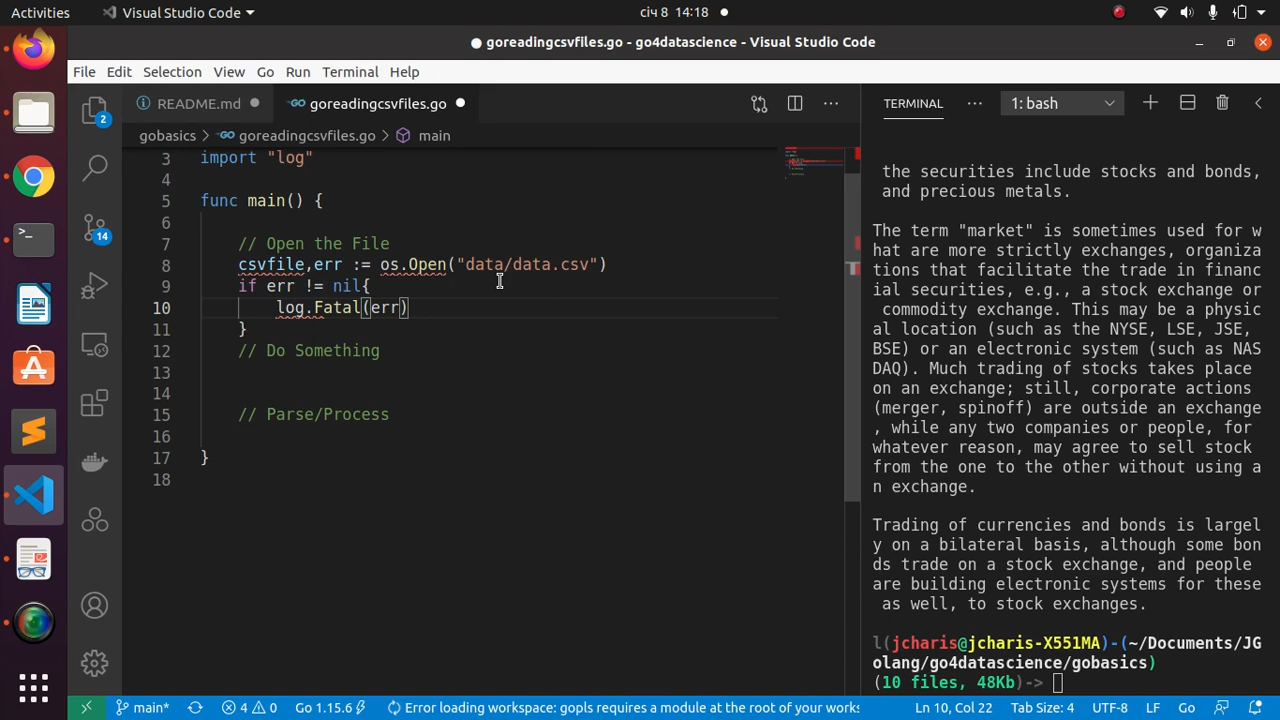 Activities
Visual Studio Code
січ 8 14:18
goreadingcsvfiles.go - go4datascience - Visual Studio Code
File Edit Selection View Go Run Terminal Help
README.md
goreadingcsvfiles.go
gobasics > goreadingcsvfiles.go > main
3 import "log"
4
5 func main() {
6
7 // Open the File
8 csvfile,err := os.Open("data/data.csv")
9 if err != nil{
10 log.Fatal(err)
11 }
12 // Do Something
13
14
15 // Parse/Process
16
17 }
18
2
14
TERMINAL
1: bash
the securities include stocks and bonds,
and precious metals.
The term "market" is sometimes used for w
hat are more strictly exchanges, organiza
tions that facilitate the trade in financ
ial securities, e.g., a stock exchange or
commodity exchange. This may be a physic
al location (such as the NYSE, LSE, JSE,
BSE) or an electronic system (such as NAS
DAQ). Much trading of stocks takes place
on an exchange; still, corporate actions
(merger, spinoff) are outside an exchange
, while any two companies or people, for
whatever reason, may agree to sell stock
from the one to the other without using a
n exchange.
Trading of currencies and bonds is largel
y on a bilateral basis, although some bon
ds trade on a stock exchange, and people
are building electronic systems for these
as well, to stock exchanges.
l(jcharis@jcharis-X551MA)-(~/Documents/JG
olang/go4datascience/gobasics)
(10 files, 48Kb)->
main* 4 0 Go 1.15.6 Error loading workspace: gopls requires a module at the root of your works Ln 10, Col 22 Tab Size: 4 UTF-8 LF Go